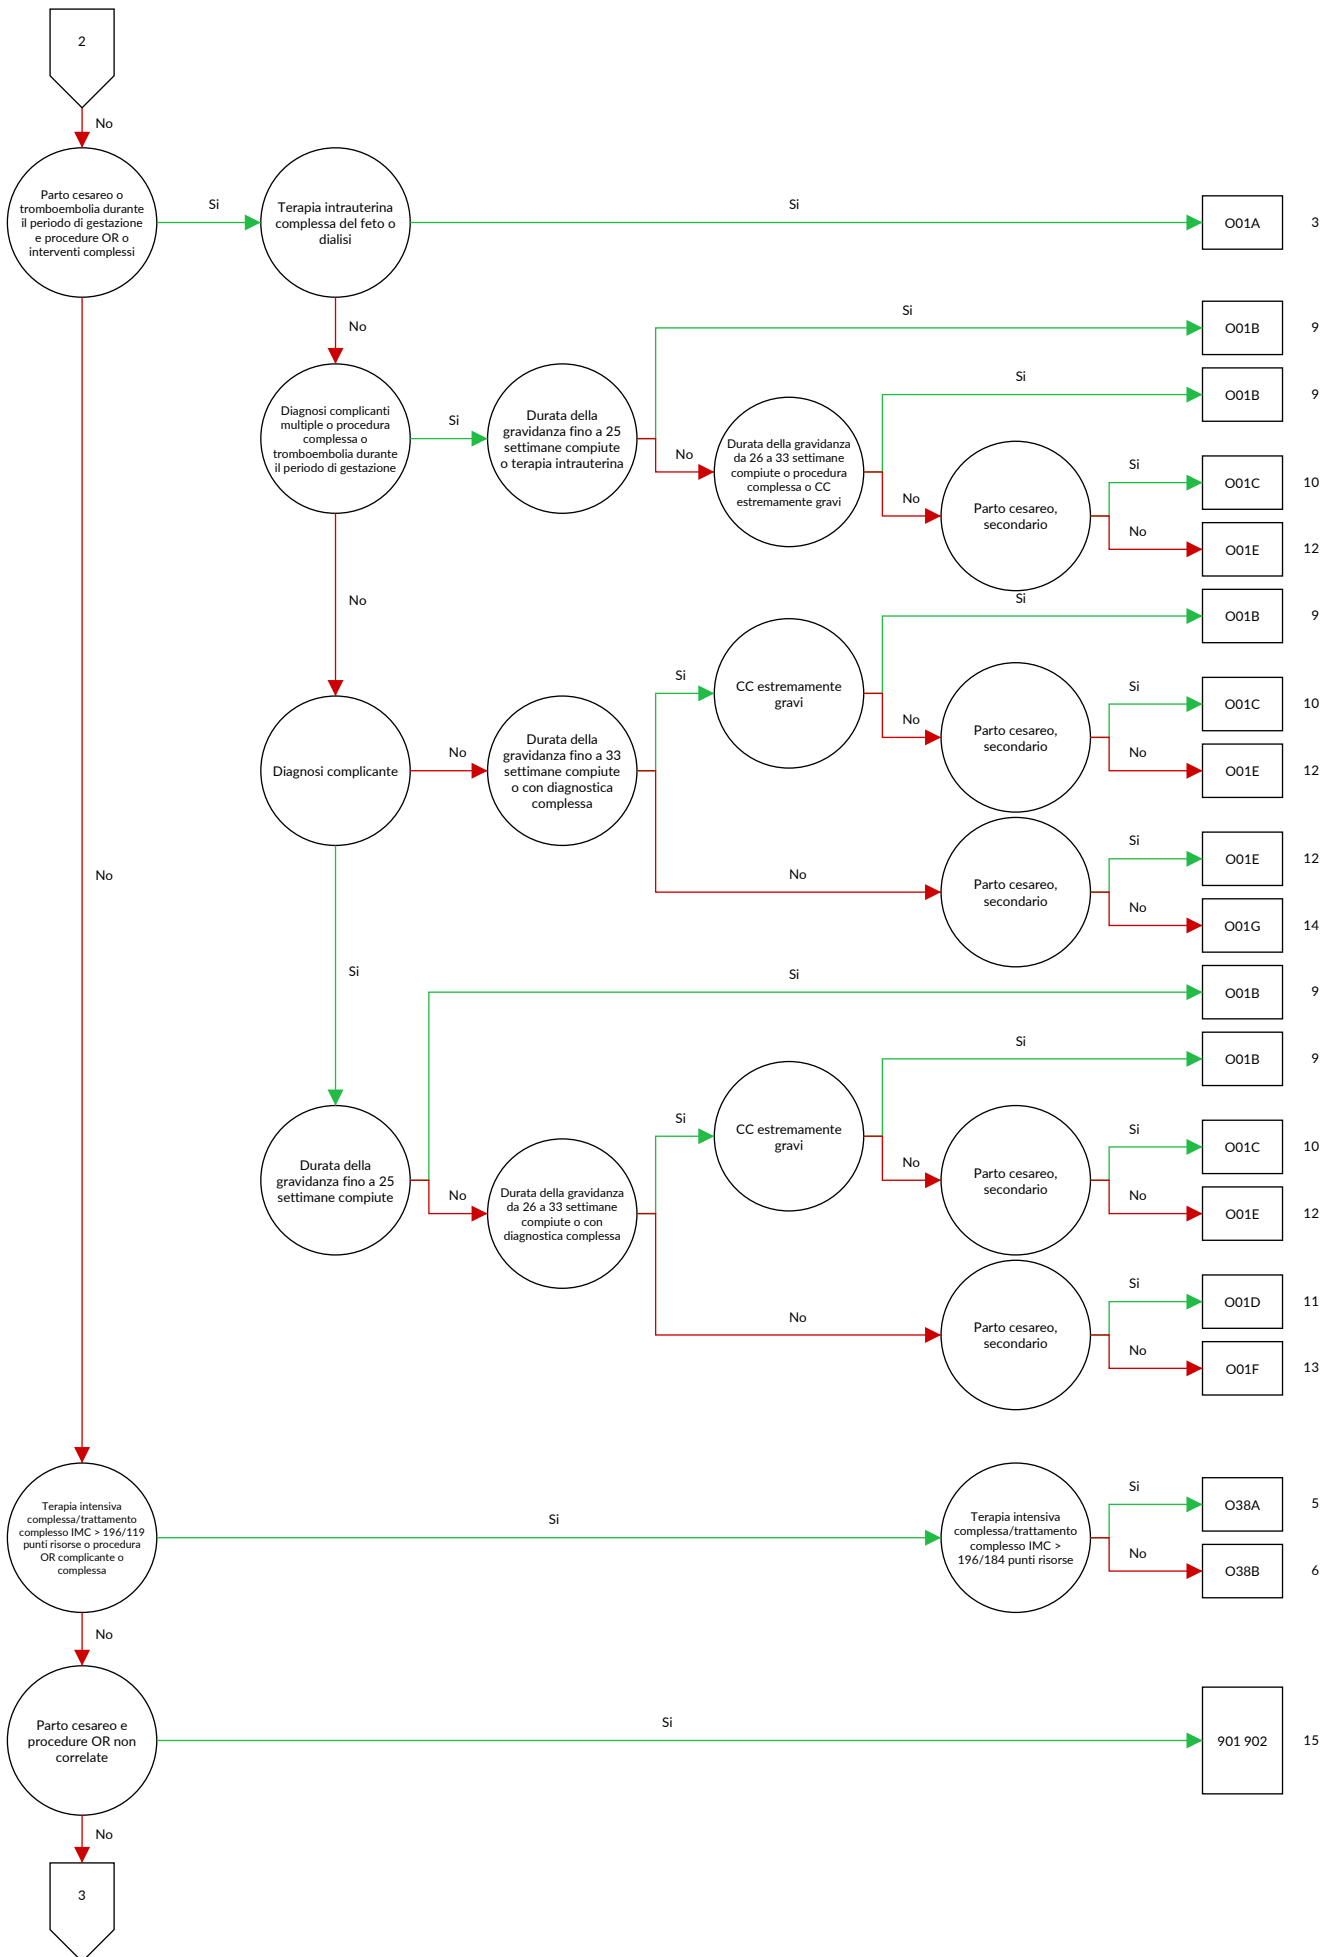 2
No
Parto cesareo o
tromboembolia durante
il periodo di gestazione
e procedure OR o
interventi complessi
Si
Terapia intrauterina
complessa del feto o
dialisi
Si
O01A
3
No
Diagnosi complicanti
multiple o procedura
complessa o
tromboembolia durante
il periodo di gestazione
Si
Durata della
gravidanza fino a 25
settimane compiute
o terapia intrauterina
Si
O01B
9
No
Durata della gravidanza
da 26 a 33 settimane
compiute o procedura
complessa o CC
estremamente gravi
Si
O01B
9
No
Parto cesareo,
secondario
Si
O01C
10
No
O01E
12
No
Diagnosi complicante
No
Durata della
gravidanza fino a 33
settimane compiute
o con diagnostica
complessa
Si
CC estremamente
gravi
Si
O01B
9
No
Parto cesareo,
secondario
Si
O01C
10
No
O01E
12
No
Parto cesareo,
secondario
Si
O01E
12
No
O01G
14
Si
Durata della
gravidanza fino a 25
settimane compiute
Si
O01B
9
No
Durata della gravidanza
da 26 a 33 settimane
compiute o con
diagnostica complessa
Si
CC estremamente
gravi
Si
O01B
9
No
Parto cesareo,
secondario
Si
O01C
10
No
O01E
12
No
Parto cesareo,
secondario
Si
O01D
11
No
O01F
13
No
Terapia intensiva
complessa/trattamento
complesso IMC > 196/119
punti risorse o procedura
OR complicante o
complessa
Si
Terapia intensiva
complessa/trattamento
complesso IMC >
196/184 punti risorse
Si
O38A
5
No
O38B
6
No
Parto cesareo e
procedure OR non
correlate
Si
901 902
15
No
3